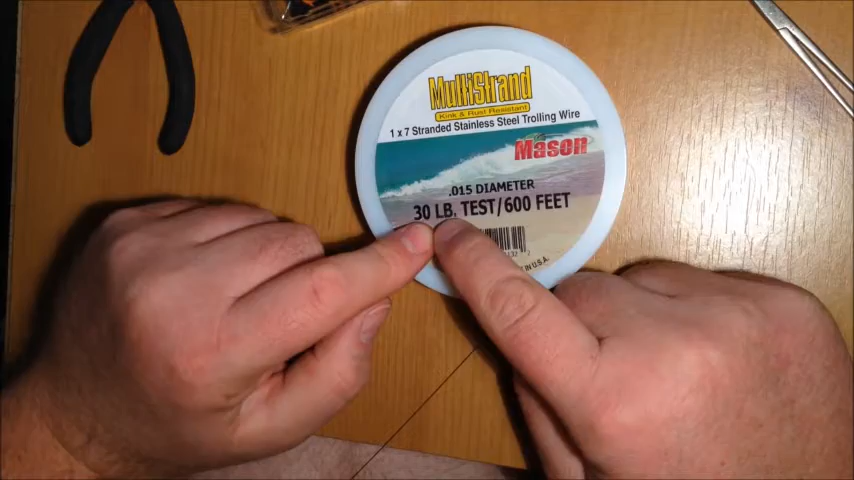 MultiStrand
Kink & Rust Resistant
1 x 7 Stranded Stainless Steel Trolling Wire
Mason
.015 DIAMETER
30 LB. TEST/600 FEET
IN U.S.A.